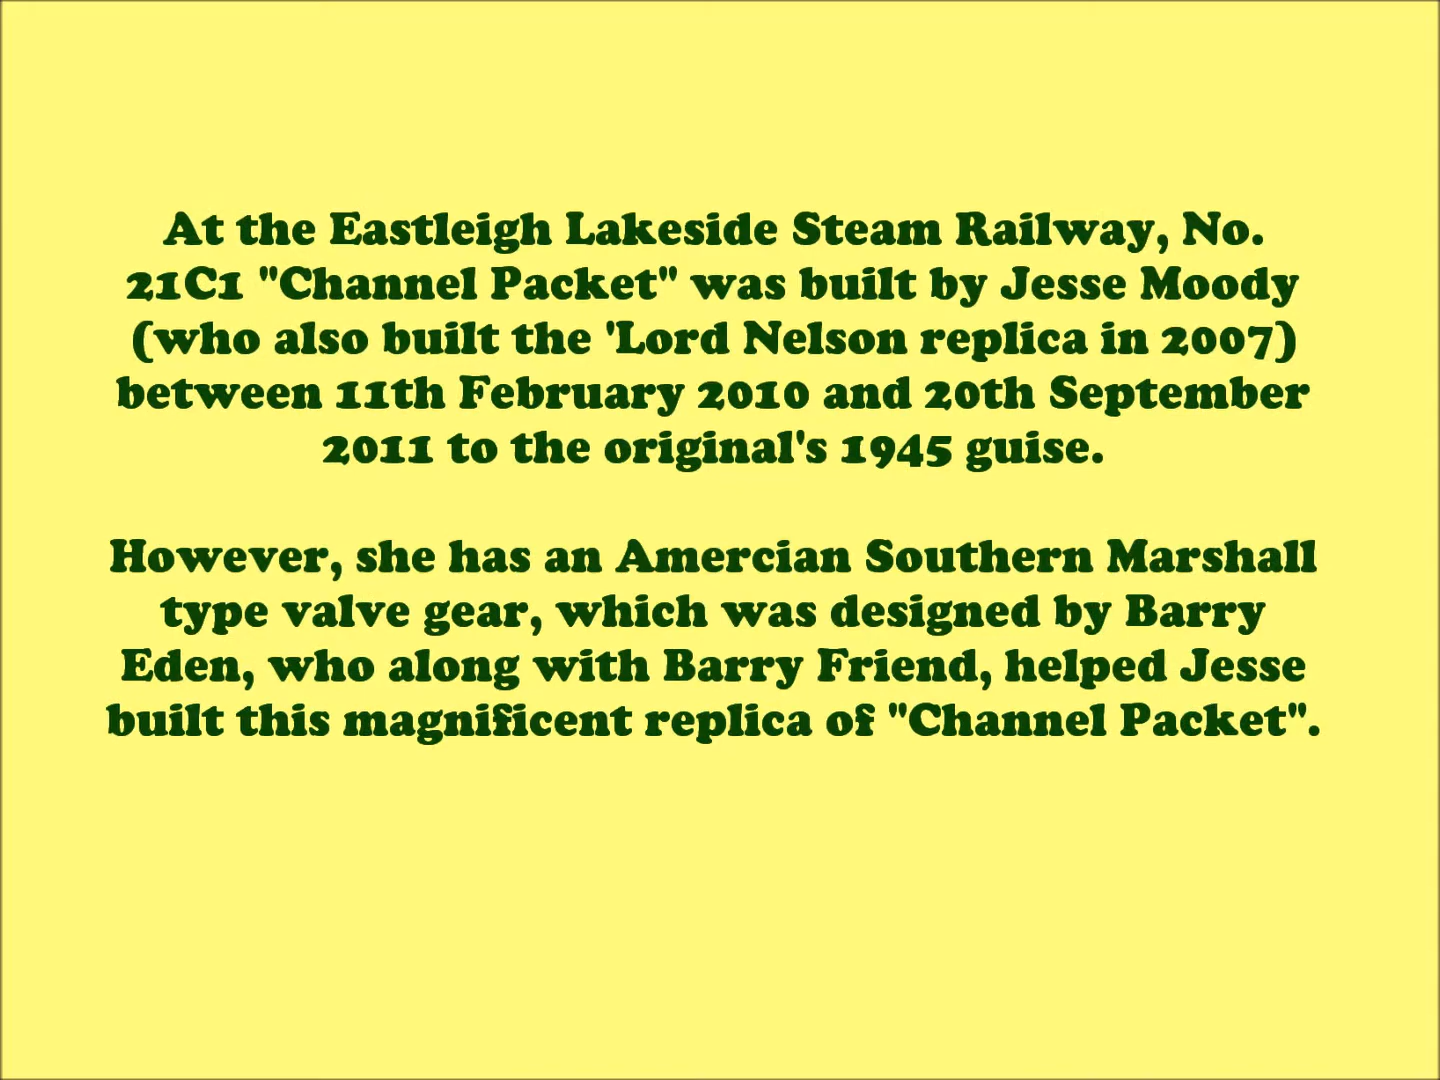 At the Eastleigh Lakeside Steam Railway, No.
21C1 "Channel Packet" was built by Jesse Moody
(who also built the 'Lord Nelson replica in 2007)
between 11th February 2010 and 20th September
2011 to the original's 1945 guise.
However, she has an Amercian Southern Marshall
type valve gear, which was designed by Barry
Eden, who along with Barry Friend, helped Jesse
built this magnificent replica of "Channel Packet".